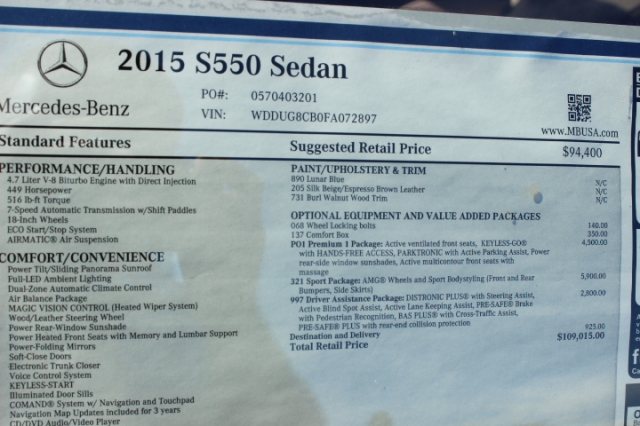 2015 S550 Sedan
PO#: 0570403201
VIN: WDDUG8CB0FA072897
Mercedes-Benz
www.MBUSA.com
Standard Features
PERFORMANCE/HANDLING
4.7 Liter V-8 Biturbo Engine with Direct Injection
449 Horsepower
516 lb-ft Torque
7-Speed Automatic Transmission w/Shift Paddles
18-Inch Wheels
ECO Start/Stop System
AIRMATIC® Air Suspension
COMFORT/CONVENIENCE
Power Tilt/Sliding Panorama Sunroof
Full-LED Ambient Lighting
Dual-Zone Automatic Climate Control
Air Balance Package
MAGIC VISION CONTROL (Heated Wiper System)
Wood/Leather Steering Wheel
Power Rear-Window Sunshade
Power Heated Front Seats with Memory and Lumbar Support
Power-Folding Mirrors
Soft-Close Doors
Electronic Trunk Closer
Voice Control System
KEYLESS-START
Illuminated Door Sills
COMAND® System w/ Navigation and Touchpad
Navigation Map Updates included for 3 years
CD/DVD Audio/Video Player
Suggested Retail Price $94,400
PAINT/UPHOLSTERY & TRIM
890 Lunar Blue N/C
205 Silk Beige/Espresso Brown Leather N/C
731 Burl Walnut Wood Trim N/C
OPTIONAL EQUIPMENT AND VALUE ADDED PACKAGES
068 Wheel Locking bolts 140.00
137 Comfort Box 350.00
PO1 Premium 1 Package: Active ventilated front seats, KEYLESS-GO® 4,500.00
with HANDS-FREE ACCESS, PARKTRONIC with Active Parking Assist, Power
rear-side window sunshades, Active multicontour front seats with
massage
321 Sport Package: AMG® Wheels and Sport Bodystyling (Front and Rear 5,900.00
Bumpers, Side Skirts)
997 Driver Assistance Package: DISTRONIC PLUS® with Steering Assist, 2,800.00
Active Blind Spot Assist, Active Lane Keeping Assist, PRE-SAFE® Brake
with Pedestrian Recognition, BAS PLUS® with Cross-Traffic Assist,
PRE-SAFE® PLUS with rear-end collision protection
Destination and Delivery 925.00
Total Retail Price $109,015.00